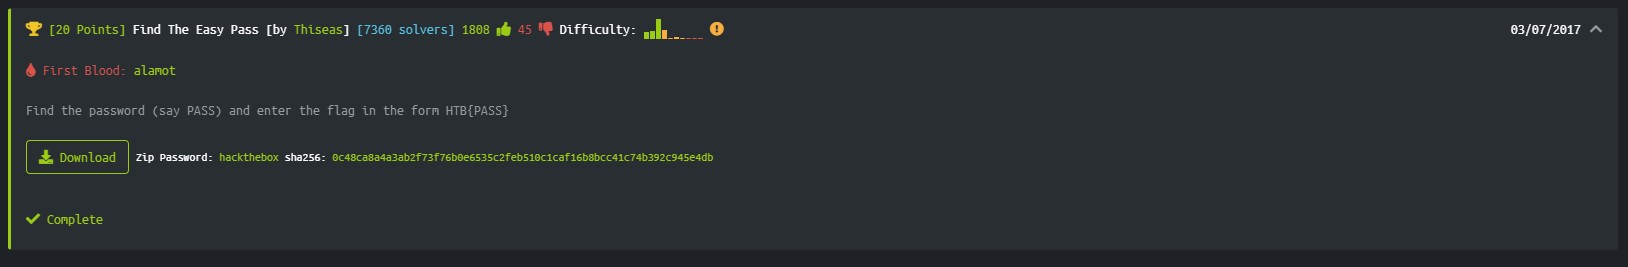 [20 Points] Find The Easy Pass [by Thiseas] [7360 solvers] 1808 45 Difficulty: 03/07/2017
First Blood: alamot
Find the password (say PASS) and enter the flag in the form HTB{PASS}
Download Zip Password: hackthebox sha256: 0c48ca8a4a3ab2f73f76b0e6535c2feb510c1caf16b8bcc41c74b392c945e4db
Complete